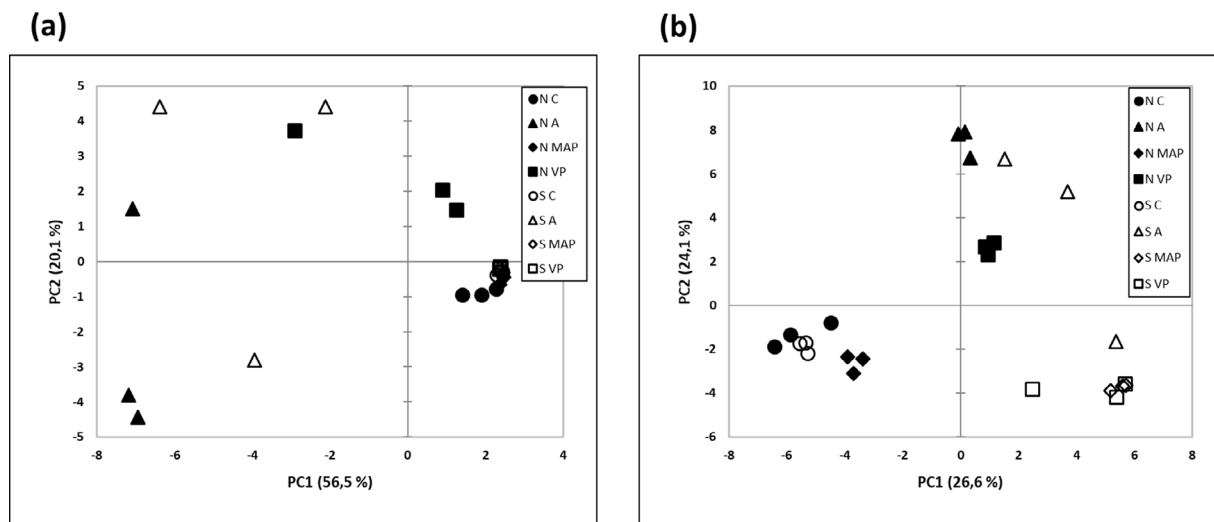 (a)
5
4
3
2
1
0
-1
-2
-3
-4
-5
-8
-6
-4
-2
0
2
4
PC2 (20,1 %)
PC1 (56,5 %)
N C
N A
N MAP
N VP
S C
S A
S MAP
S VP
(b)
10
8
6
4
2
0
-2
-4
-6
-8
-6
-4
-2
0
2
4
6
8
PC2 (24,1 %)
PC1 (26,6 %)
N C
N A
N MAP
N VP
S C
S A
S MAP
S VP